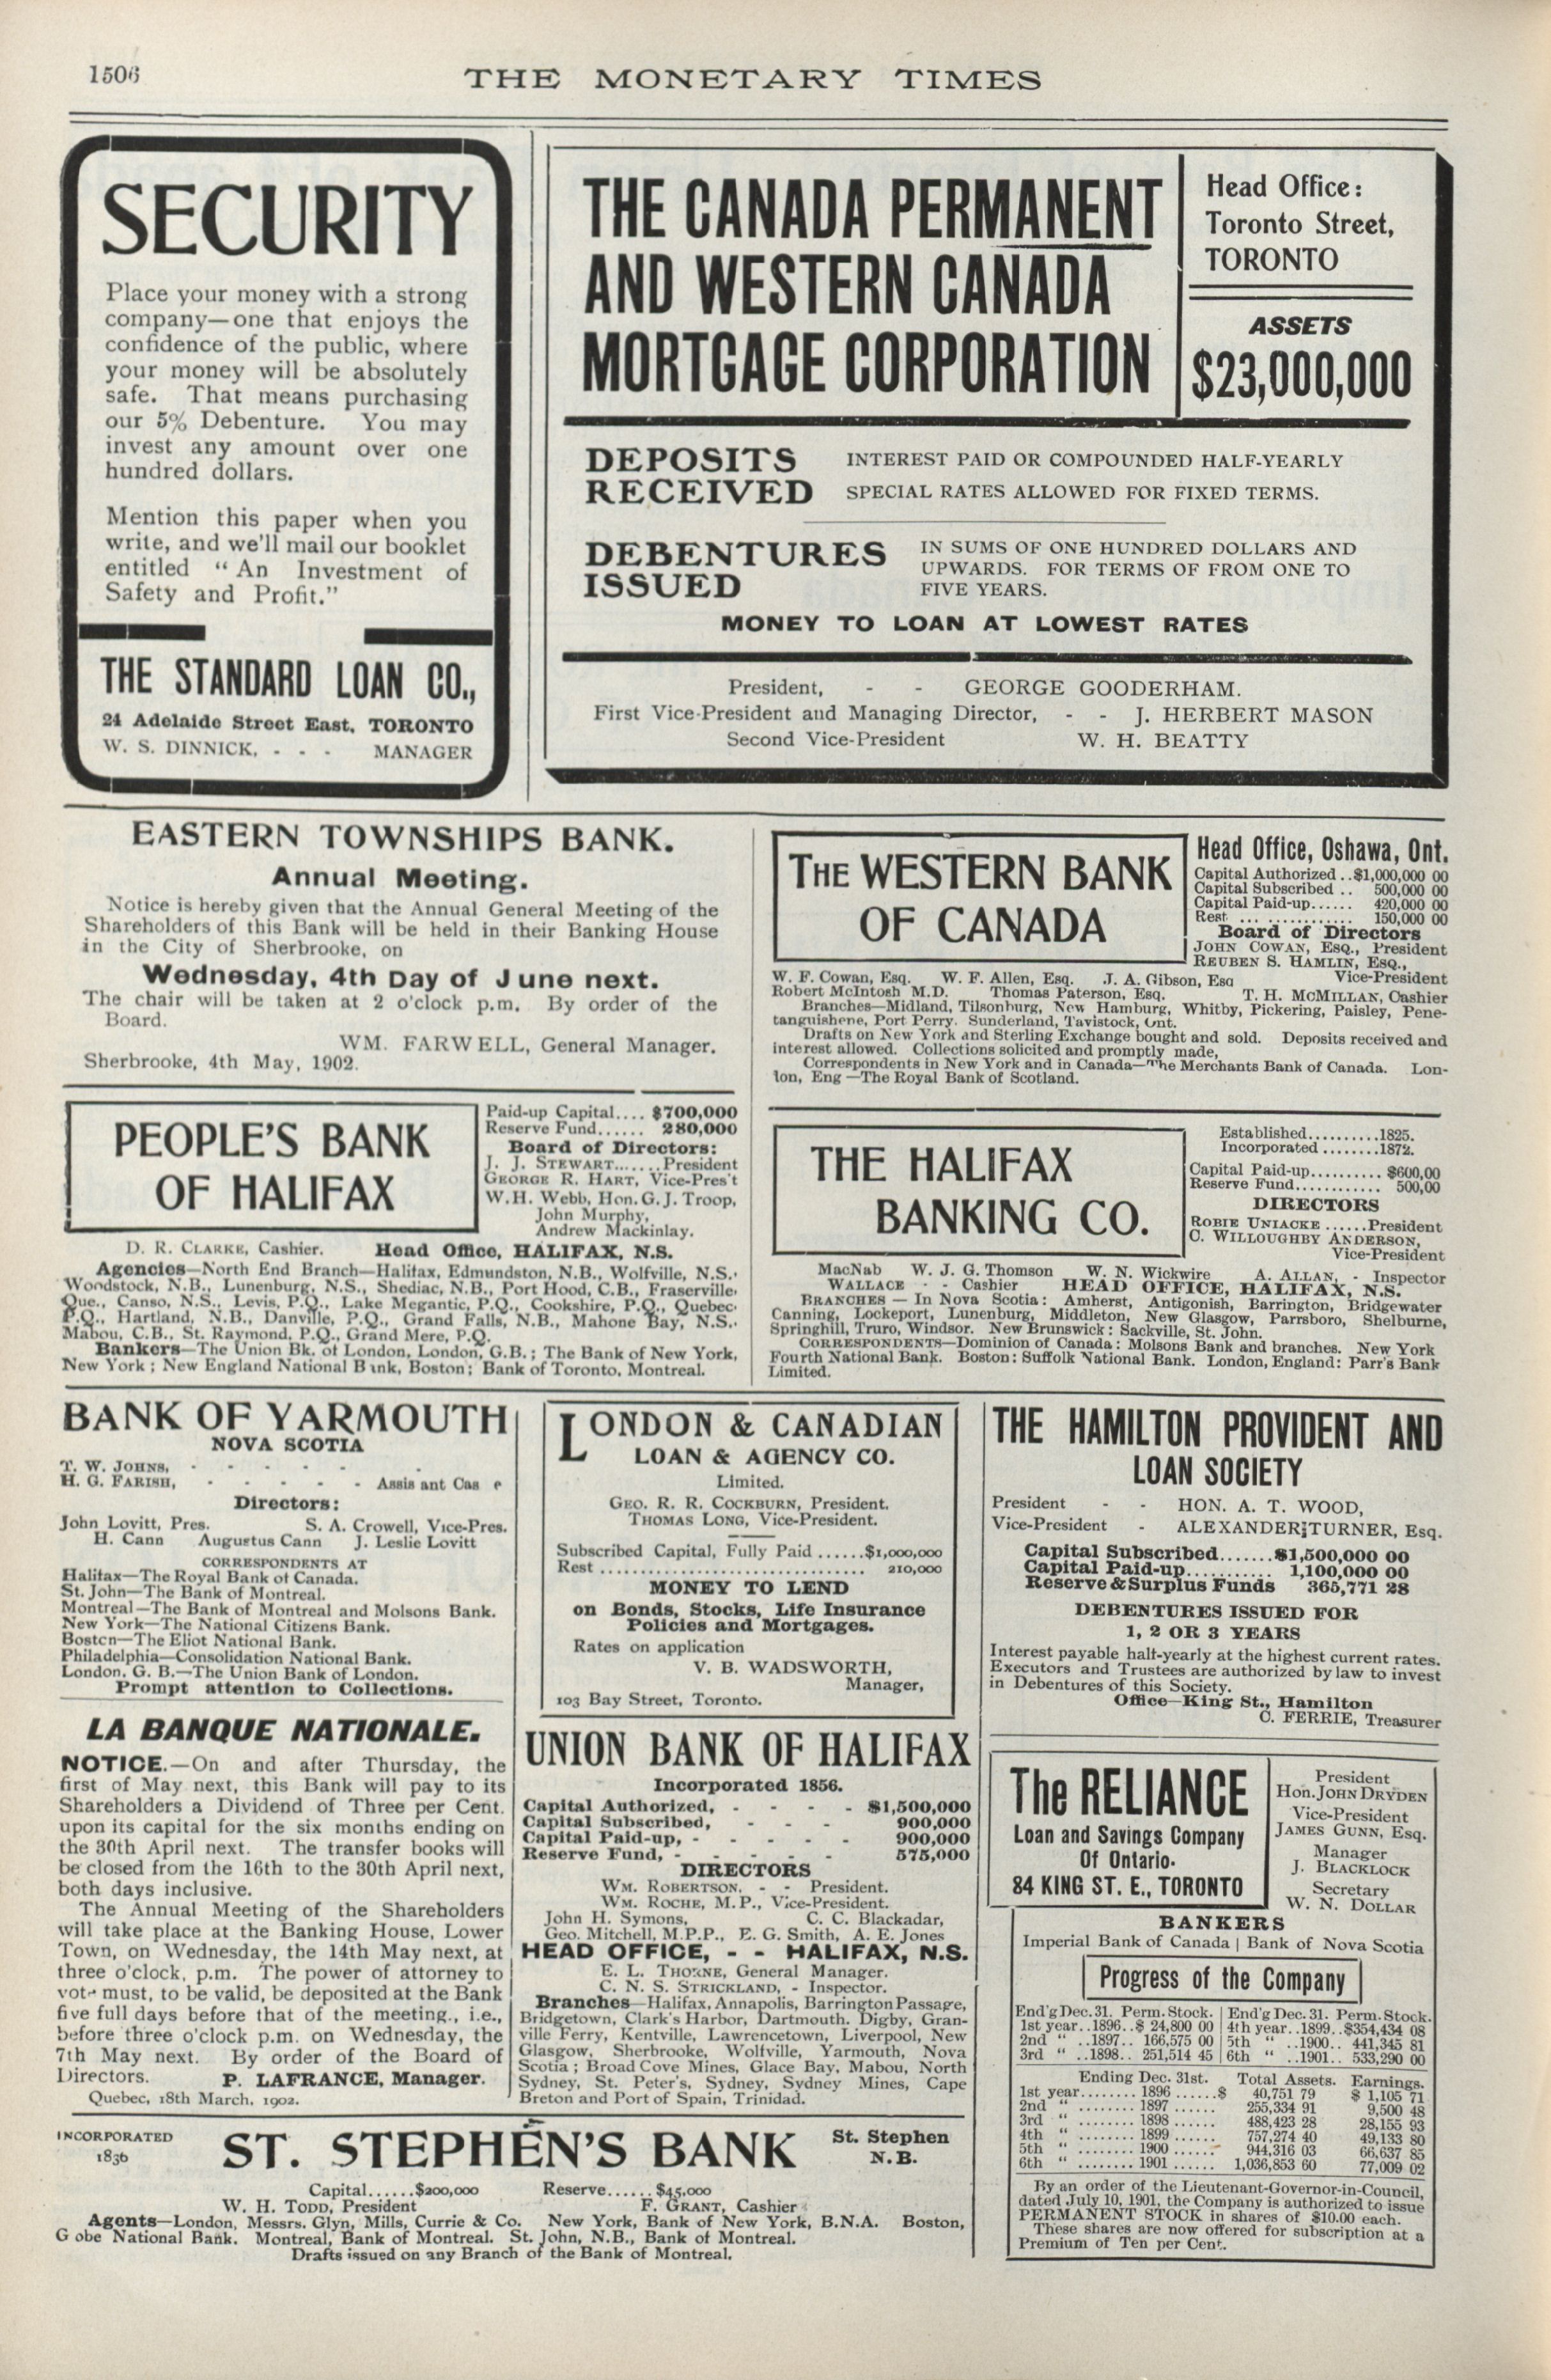 1506
THE MONETARY TIMES
SECURITY
Place your money with a strong
company—one that enjoys the
confidence of the public, where
your money will be absolutely
safe. That means purchasing
our 5% Debenture. You may
invest any amount over one
hundred dollars.
Mention this paper when you
write, and we'll mail our booklet
entitled "An Investment of
Safety and Profit."
THE STANDARD LOAN CO.,
24 Adelaide Street East, TORONTO
W. S. DINNICK, - - - MANAGER
THE CANADA PERMANENT
AND WESTERN CANADA
MORTGAGE CORPORATION
Head Office:
Toronto Street,
TORONTO
ASSETS
$23,000,000
DEPOSITS
RECEIVED
INTEREST PAID OR COMPOUNDED HALF-YEARLY
SPECIAL RATES ALLOWED FOR FIXED TERMS.
DEBENTURES
ISSUED
IN SUMS OF ONE HUNDRED DOLLARS AND
UPWARDS. FOR TERMS OF FROM ONE TO
FIVE YEARS.
MONEY TO LOAN AT LOWEST RATES
President, - - GEORGE GOODERHAM.
First Vice-President and Managing Director, - - J. HERBERT MASON
Second Vice-President W. H. BEATTY
EASTERN TOWNSHIPS BANK.
Annual Meeting.
Notice is hereby given that the Annual General Meeting of the
Shareholders of this Bank will be held in their Banking House
in the City of Sherbrooke, on
Wednesday, 4th Day of June next.
The chair will be taken at 2 o'clock p.m. By order of the
Board.
WM. FARWELL, General Manager.
Sherbrooke, 4th May, 1902.
THE WESTERN BANK
OF CANADA
Head Office, Oshawa, Ont.
Capital Authorized ..$1,000,000 00
Capital Subscribed .. 500,000 00
Capital Paid-up...... 420,000 00
Rest ... ............ 150,000 00
Board of Directors
JOHN COWAN, ESQ., President
REUBEN S. HAMLIN, ESQ.,
Vice-President
W. F. Cowan, Esq. W. F. Allen, Esq. J. A. Gibson, Esq
Robert McIntosh M.D. Thomas Paterson, Esq. T. H. MCMILLAN, Cashier
Branches—Midland, Tilsonburg, New Hamburg, Whitby, Pickering, Paisley, Pene-
tanguishene, Port Perry, Sunderland, Tavistock, Ont.
Drafts on New York and Sterling Exchange bought and sold. Deposits received and
interest allowed. Collections solicited and promptly made,
Correspondents in New York and in Canada—The Merchants Bank of Canada. Lon-
lon, Eng —The Royal Bank of Scotland.
PEOPLE'S BANK
OF HALIFAX
Paid-up Capital.... $700,000
Reserve Fund...... 280,000
Board of Directors:
J. J. STEWART.......President
GEORGE R. HART, Vice-Pres't
W.H. Webb, Hon. G. J. Troop,
John Murphy,
Andrew Mackinlay.
D. R. CLARKE, Cashier. Head Office, HALIFAX, N.S.
Agencies—North End Branch—Halifax, Edmundston, N.B., Wolfville, N.S.,
Woodstock, N.B., Lunenburg, N.S., Shediac, N.B., Port Hood, C.B., Fraserville,
Que., Canso, N.S., Levis, P.Q., Lake Megantic, P.Q., Cookshire, P.Q., Quebec,
P.Q., Hartland, N.B., Danville, P.Q., Grand Falls, N.B., Mahone Bay, N.S.,
Mabou, C.B., St. Raymond, P.Q., Grand Mere, P.Q.
Bankers—The Union Bk. of London, London, G.B.; The Bank of New York,
New York; New England National Bank, Boston; Bank of Toronto, Montreal.
THE HALIFAX
BANKING CO.
Established..........1825.
Incorporated ........1872.
Capital Paid-up.......... $600,00
Reserve Fund............ 500,00
DIRECTORS
ROBIE UNIACKE ......President
C. WILLOUGHBY ANDERSON,
Vice-President
MacNab W. J. G. Thomson W. N. Wickwire A. ALLAN, - Inspector
WALLACE - - Cashier HEAD OFFICE, HALIFAX, N.S.
BRANCHES — In Nova Scotia: Amherst, Antigonish, Barrington, Bridgewater
Canning, Lockeport, Lunenburg, Middleton, New Glasgow, Parrsboro, Shelburne,
Springhill, Truro, Windsor. New Brunswick: Sackville, St. John.
CORRESPONDENTS—Dominion of Canada: Molsons Bank and branches. New York
Fourth National Bank. Boston: Suffolk National Bank. London, England: Parr's Bank
Limited.
BANK OF YARMOUTH
NOVA SCOTIA
T. W. JOHNS, - - - - -
H. G. FARISH, - - - - - Assis ant Cas e
Directors:
John Lovitt, Pres. S. A. Crowell, Vice-Pres.
H. Cann Augustus Cann J. Leslie Lovitt
CORRESPONDENTS AT
Halifax—The Royal Bank of Canada.
St. John—The Bank of Montreal.
Montreal—The Bank of Montreal and Molsons Bank.
New York—The National Citizens Bank.
Boston—The Eliot National Bank.
Philadelphia—Consolidation National Bank.
London, G. B.—The Union Bank of London.
Prompt attention to Collections.
LA BANQUE NATIONALE.
NOTICE.—On and after Thursday, the
first of May next, this Bank will pay to its
Shareholders a Dividend of Three per Cent.
upon its capital for the six months ending on
the 30th April next. The transfer books will
be closed from the 16th to the 30th April next,
both days inclusive.
The Annual Meeting of the Shareholders
will take place at the Banking House, Lower
Town, on Wednesday, the 14th May next, at
three o'clock, p.m. The power of attorney to
vote must, to be valid, be deposited at the Bank
five full days before that of the meeting., i.e.,
before three o'clock p.m. on Wednesday, the
7th May next. By order of the Board of
Directors. P. LAFRANCE, Manager.
Quebec, 18th March, 1902.
LONDON & CANADIAN
LOAN & AGENCY CO.
Limited.
GEO. R. R. COCKBURN, President.
THOMAS LONG, Vice-President.
Subscribed Capital, Fully Paid ......$1,000,000
Rest ................................ 210,000
MONEY TO LEND
on Bonds, Stocks, Life Insurance
Policies and Mortgages.
Rates on application
V. B. WADSWORTH,
Manager,
103 Bay Street, Toronto.
UNION BANK OF HALIFAX
Incorporated 1856.
Capital Authorized, - - - - $1,500,000
Capital Subscribed, - - - 900,000
Capital Paid-up, - - - - - 900,000
Reserve Fund, - - - - - 575,000
DIRECTORS
WM. ROBERTSON, - - President.
WM. ROCHE, M.P., Vice-President.
John H. Symons, C. C. Blackadar,
Geo. Mitchell, M.P.P., E. G. Smith, A. E. Jones
HEAD OFFICE, - - HALIFAX, N.S.
E. L. THORNE, General Manager.
C. N. S. STRICKLAND, - Inspector.
Branches—Halifax, Annapolis, Barrington Passage,
Bridgetown, Clark's Harbor, Dartmouth, Digby, Gran-
ville Ferry, Kentville, Lawrencetown, Liverpool, New
Glasgow, Sherbrooke, Wolfville, Yarmouth, Nova
Scotia; Broad Cove Mines, Glace Bay, Mabou, North
Sydney, St. Peter's, Sydney, Sydney Mines, Cape
Breton and Port of Spain, Trinidad.
THE HAMILTON PROVIDENT AND
LOAN SOCIETY
President - - HON. A. T. WOOD,
Vice-President - ALEXANDER TURNER, Esq.
Capital Subscribed.......$1,500,000 00
Capital Paid-up........... 1,100,000 00
Reserve & Surplus Funds 365,771 28
DEBENTURES ISSUED FOR
1, 2 OR 3 YEARS
Interest payable half-yearly at the highest current rates.
Executors and Trustees are authorized by law to invest
in Debentures of this Society.
Office—King St., Hamilton
C. FERRIE, Treasurer
The RELIANCE
Loan and Savings Company
Of Ontario.
84 KING ST. E., TORONTO
President
Hon. JOHN DRYDEN
Vice-President
JAMES GUNN, Esq.
Manager
J. BLACKLOCK
Secretary
W. N. DOLLAR
BANKERS
Imperial Bank of Canada | Bank of Nova Scotia
Progress of the Company
End'g Dec. 31. Perm. Stock. | End'g Dec. 31. Perm. Stock.
1st year..1896..$ 24,800 00 | 4th year..1899..$354,434 08
2nd " ..1897.. 166,575 00 | 5th " ..1900.. 441,345 81
3rd " ..1898.. 251,514 45 | 6th " ..1901.. 533,290 00
Ending Dec. 31st. Total Assets. Earnings.
1st year........ 1896 ......$ 40,751 79 $ 1,105 71
2nd " ........ 1897 ...... 255,334 91 9,500 48
3rd " ........ 1898 ...... 488,423 28 28,155 93
4th " ........ 1899 ...... 757,274 40 49,133 80
5th " ........ 1900 ...... 944,316 03 66,637 85
6th " ........ 1901 ...... 1,036,853 60 77,009 02
By an order of the Lieutenant-Governor-in-Council,
dated July 10, 1901, the Company is authorized to issue
PERMANENT STOCK in shares of $10.00 each.
These shares are now offered for subscription at a
Premium of Ten per Cent.
INCORPORATED
1836
ST. STEPHEN'S BANK
St. Stephen
N.B.
Capital......$200,000 Reserve......$45,000
W. H. TODD, President F. GRANT, Cashier
Agents—London, Messrs. Glyn, Mills, Currie & Co. New York, Bank of New York, B.N.A. Boston,
G obe National Bank. Montreal, Bank of Montreal. St. John, N.B., Bank of Montreal.
Drafts issued on any Branch of the Bank of Montreal.